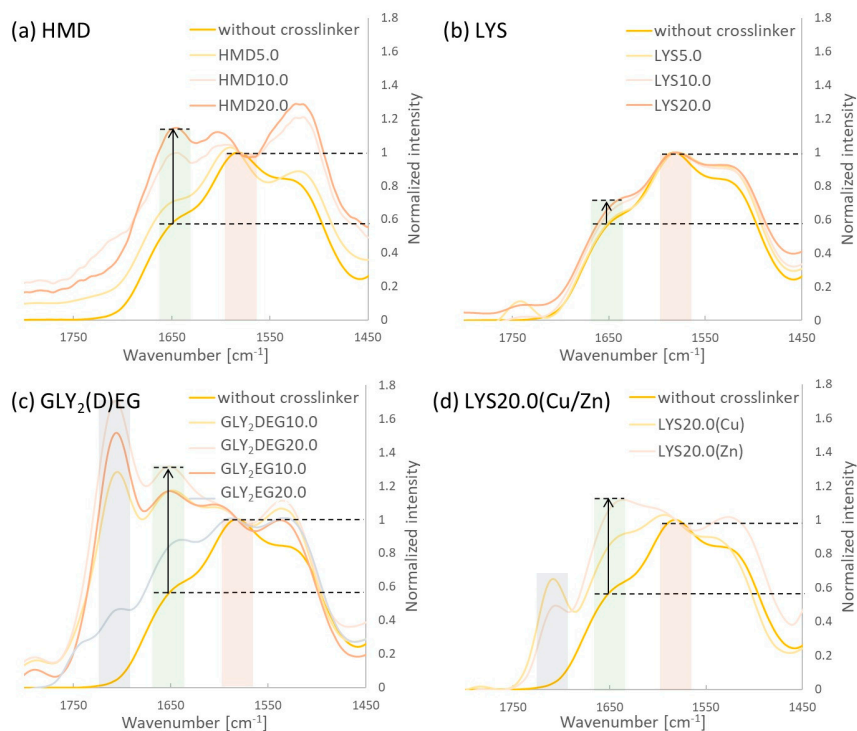 (a) HMD
without crosslinker
HMD5.0
HMD10.0
HMD20.0
1.8
1.6
1.4
1.2
1
0.8
0.6
0.4
0.2
0
Normalized intensity
1750
1650
1550
1450
Wavenumber [cm⁻¹]
(b) LYS
without crosslinker
LYS5.0
LYS10.0
LYS20.0
1.8
1.6
1.4
1.2
1
0.8
0.6
0.4
0.2
0
Normalized intensity
1750
1650
1550
1450
Wavenumber [cm⁻¹]
(c) GLY₂(D)EG
without crosslinker
GLY₂DEG10.0
GLY₂DEG20.0
GLY₂EG10.0
GLY₂EG20.0
1.8
1.6
1.4
1.2
1
0.8
0.6
0.4
0.2
0
Normalized intensity
1750
1650
1550
1450
Wavenumber [cm⁻¹]
(d) LYS20.0(Cu/Zn)
without crosslinker
LYS20.0(Cu)
LYS20.0(Zn)
1.8
1.6
1.4
1.2
1
0.8
0.6
0.4
0.2
0
Normalized intensity
1750
1650
1550
1450
Wavenumber [cm⁻¹]